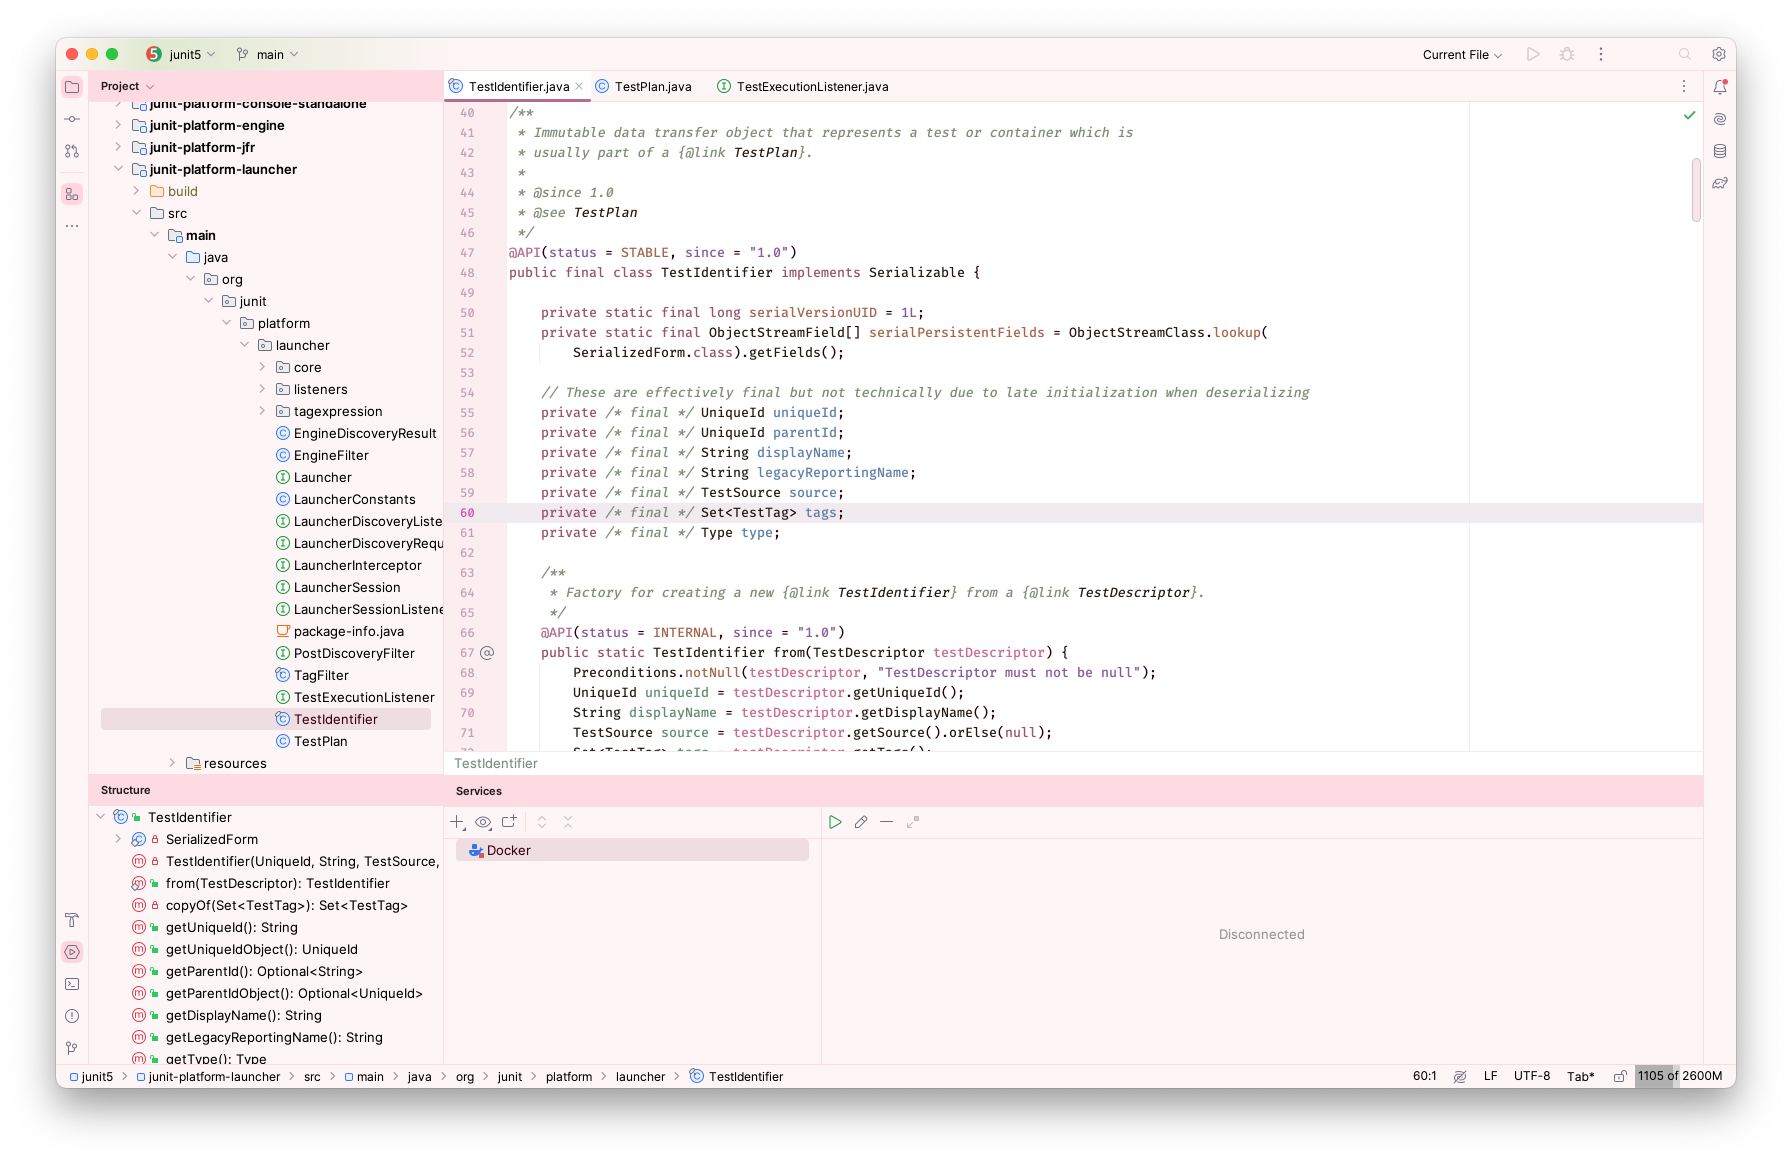 5 junit5 main Current File
Project
junit-platform-console-standalone
junit-platform-engine
junit-platform-jfr
junit-platform-launcher
build
src
main
java
org
junit
platform
launcher
core
listeners
tagexpression
EngineDiscoveryResult
EngineFilter
Launcher
LauncherConstants
LauncherDiscoveryListe
LauncherDiscoveryRequ
LauncherInterceptor
LauncherSession
LauncherSessionListene
package-info.java
PostDiscoveryFilter
TagFilter
TestExecutionListener
TestIdentifier
TestPlan
resources
TestIdentifier.java TestPlan.java TestExecutionListener.java
40 /**
41 * Immutable data transfer object that represents a test or container which is
42 * usually part of a {@link TestPlan}.
43 *
44 * @since 1.0
45 * @see TestPlan
46 */
47 @API(status = STABLE, since = "1.0")
48 public final class TestIdentifier implements Serializable {
49
50 private static final long serialVersionUID = 1L;
51 private static final ObjectStreamField[] serialPersistentFields = ObjectStreamClass.lookup(
52 SerializedForm.class).getFields();
53
54 // These are effectively final but not technically due to late initialization when deserializing
55 private /* final */ UniqueId uniqueId;
56 private /* final */ UniqueId parentId;
57 private /* final */ String displayName;
58 private /* final */ String legacyReportingName;
59 private /* final */ TestSource source;
60 private /* final */ Set<TestTag> tags;
61 private /* final */ Type type;
62
63 /**
64 * Factory for creating a new {@link TestIdentifier} from a {@link TestDescriptor}.
65 */
66 @API(status = INTERNAL, since = "1.0")
67 @ public static TestIdentifier from(TestDescriptor testDescriptor) {
68 Preconditions.notNull(testDescriptor, "TestDescriptor must not be null");
69 UniqueId uniqueId = testDescriptor.getUniqueId();
70 String displayName = testDescriptor.getDisplayName();
71 TestSource source = testDescriptor.getSource().orElse(null);
72 Set<TestTag> tags = testDescriptor.getTags();
TestIdentifier
Structure
TestIdentifier
SerializedForm
TestIdentifier(UniqueId, String, TestSource,
from(TestDescriptor): TestIdentifier
copyOf(Set<TestTag>): Set<TestTag>
getUniqueId(): String
getUniqueIdObject(): UniqueId
getParentId(): Optional<String>
getParentIdObject(): Optional<UniqueId>
getDisplayName(): String
getLegacyReportingName(): String
getType(): Type
Services
Docker
Disconnected
junit5 junit-platform-launcher src main java org junit platform launcher TestIdentifier 60:1 LF UTF-8 Tab* 1105 of 2600M